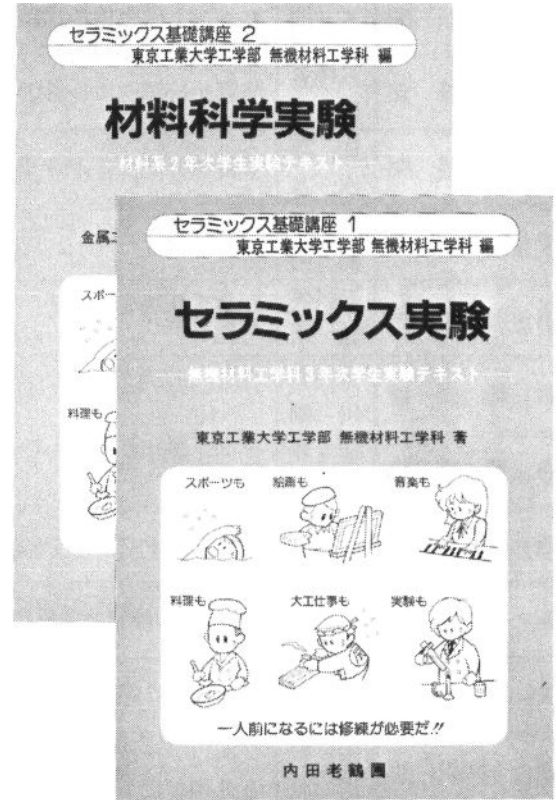 セラミックス基礎講座 2
東京工業大学工学部 無機材料工学科 編
材料科学実験
材料系2年次学生実験テキスト
金属
スポー
料理も
セラミックス基礎講座 1
東京工業大学工学部 無機材料工学科 編
セラミックス実験
無機材料工学科3年次学生実験テキスト
東京工業大学工学部 無機材料工学科 著
スポーツも 絵画も 音楽も
料理も 大工仕事も 実験も
一人前になるには修練が必要だ!!
内田老鶴圃